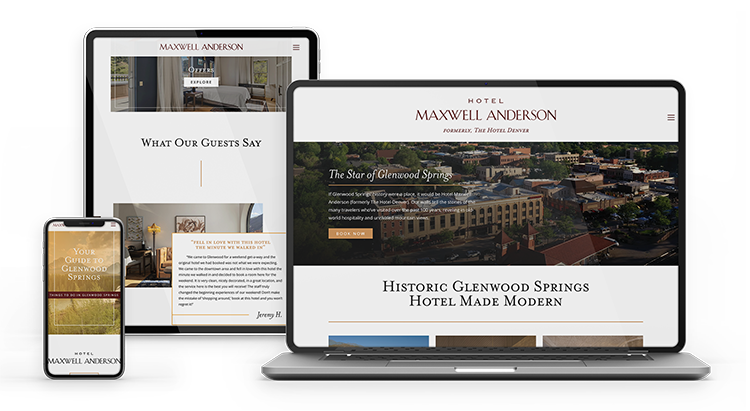 MAXWELL ANDERSON
Offers
EXPLORE
What Our Guests Say
"FELL IN LOVE WITH THIS HOTEL
THE MINUTE WE WALKED IN"
"We came to Glenwood for a weekend get-a-way and the
original hotel we had booked was not what we were expecting.
We came to the downtown area and fell in love with this hotel the
minute we walked in and decided to book a room here for the
weekend. It is very clean, nicely decorated, in a great location, and
the service here is the best you will receive! The staff truly
changed the beginning experiences of our weekend! Don't make
the mistake of 'shopping around,' book at this hotel and you won't
regret it!"
Jereny H.
HOTEL
MAXWELL ANDERSON
FORMERLY, THE HOTEL DENVER
The Star of Glenwood Springs
If Glenwood Springs history were a place, it would be Hotel Maxwell
Anderson (formerly The Hotel Denver). Our walls tell the stories of the
many travelers who've visited over the past 100 years, revering its old
world hospitality and unrivaled mountain views.
BOOK NOW
Historic Glenwood Springs
Hotel Made Modern
MAXWELL ANDERSON
Your
Guide to
Glenwood
Springs
THINGS TO DO IN GLENWOOD SPRINGS
HOTEL
MAXWELL ANDERSON